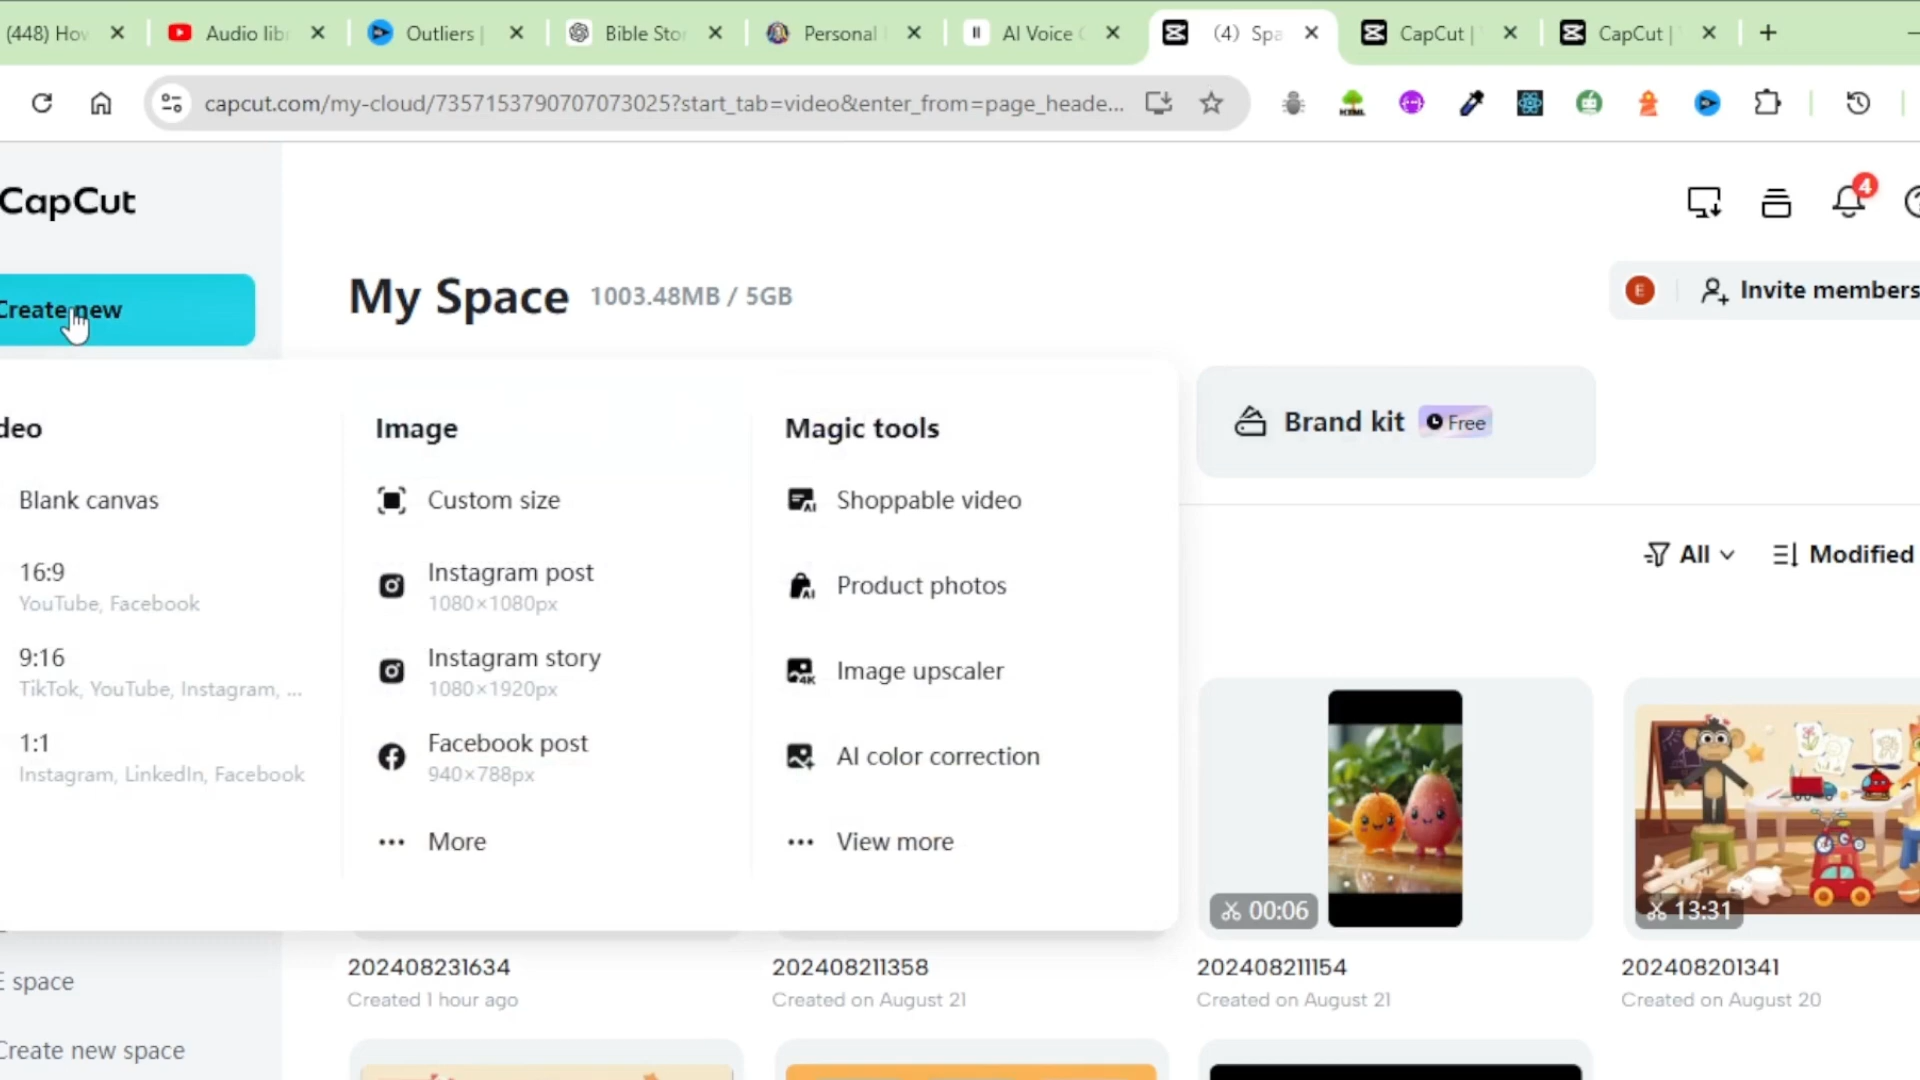 (448) How
Audio libr
Outliers |
Bible Stor
Personal
AI Voice
(4) Spa
CapCut |
CapCut |
capcut.com/my-cloud/7357153790707073025?start_tab=video&enter_from=page_heade...
CapCut
4
Create new
My Space 1003.48MB / 5GB
E
Invite members
deo
Blank canvas
16:9
YouTube, Facebook
9:16
TikTok, YouTube, Instagram, ...
1:1
Instagram, LinkedIn, Facebook
Image
Custom size
Instagram post
1080×1080px
Instagram story
1080×1920px
Facebook post
940×788px
More
Magic tools
Shoppable video
Product photos
Image upscaler
AI color correction
View more
Brand kit Free
All
Modified
00:06
13:31
202408231634
Created 1 hour ago
202408211358
Created on August 21
202408211154
Created on August 21
202408201341
Created on August 20
E space
Create new space